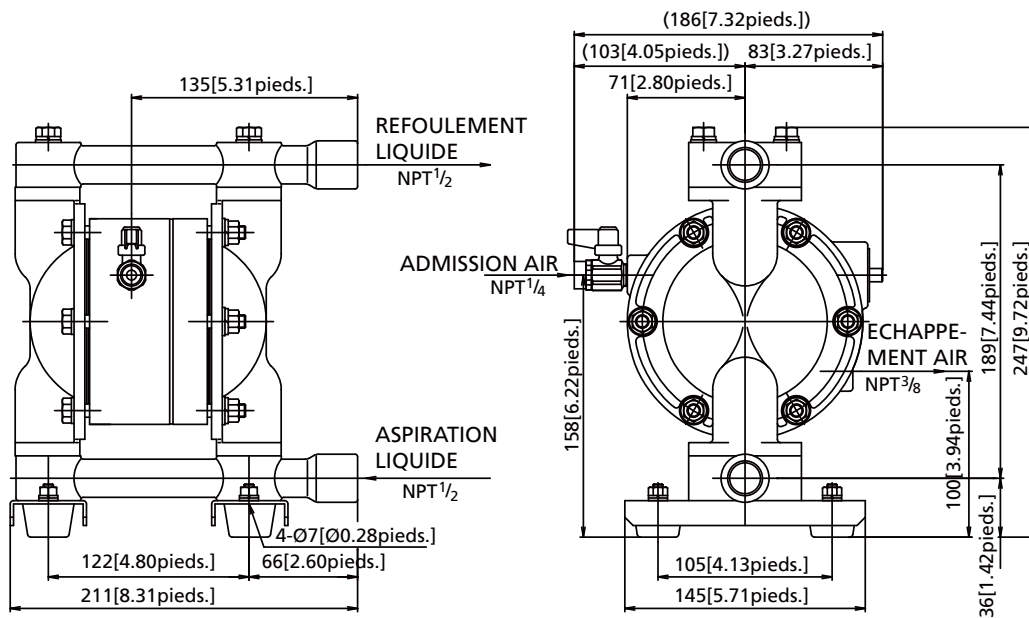 (186[7.32pieds.])
(103[4.05pieds.])
83[3.27pieds.]
135[5.31pieds.]
71[2.80pieds.]
REFOULEMENT
LIQUIDE
NPT1/2
ADMISSION AIR
NPT1/4
158[6.22pieds.]
ECHAPPE-
MENT AIR
NPT3/8
189[7.44pieds.]
247[9.72pieds.]
100[3.94pieds.]
36[1.42pieds.]
ASPIRATION
LIQUIDE
NPT1/2
4-Ø7[Ø0.28pieds.]
122[4.80pieds.]
66[2.60pieds.]
211[8.31pieds.]
105[4.13pieds.]
145[5.71pieds.]